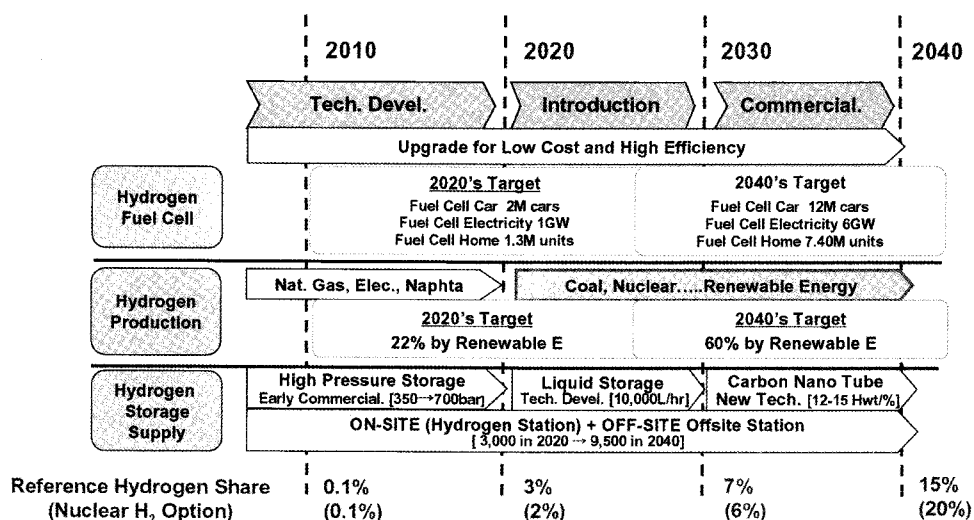 2010 2020 2030 2040
Tech. Devel. Introduction Commercial.
Upgrade for Low Cost and High Efficiency
Hydrogen
Fuel Cell
2020's Target
Fuel Cell Car 2M cars
Fuel Cell Electricity 1GW
Fuel Cell Home 1.3M units
2040's Target
Fuel Cell Car 12M cars
Fuel Cell Electricity 6GW
Fuel Cell Home 7.40M units
Hydrogen
Production
Nat. Gas, Elec., Naphta
Coal, Nuclear.....Renewable Energy
2020's Target
22% by Renewable E
2040's Target
60% by Renewable E
Hydrogen
Storage
Supply
High Pressure Storage
Early Commercial. [350→700bar]
Liquid Storage
Tech. Devel. [10,000L/hr]
Carbon Nano Tube
New Tech. [12-15 Hwt/%]
ON-SITE (Hydrogen Station) + OFF-SITE Offsite Station
[ 3,000 in 2020 → 9,500 in 2040]
Reference Hydrogen Share 0.1% 3% 7% 15%
(Nuclear H₂ Option) (0.1%) (2%) (6%) (20%)